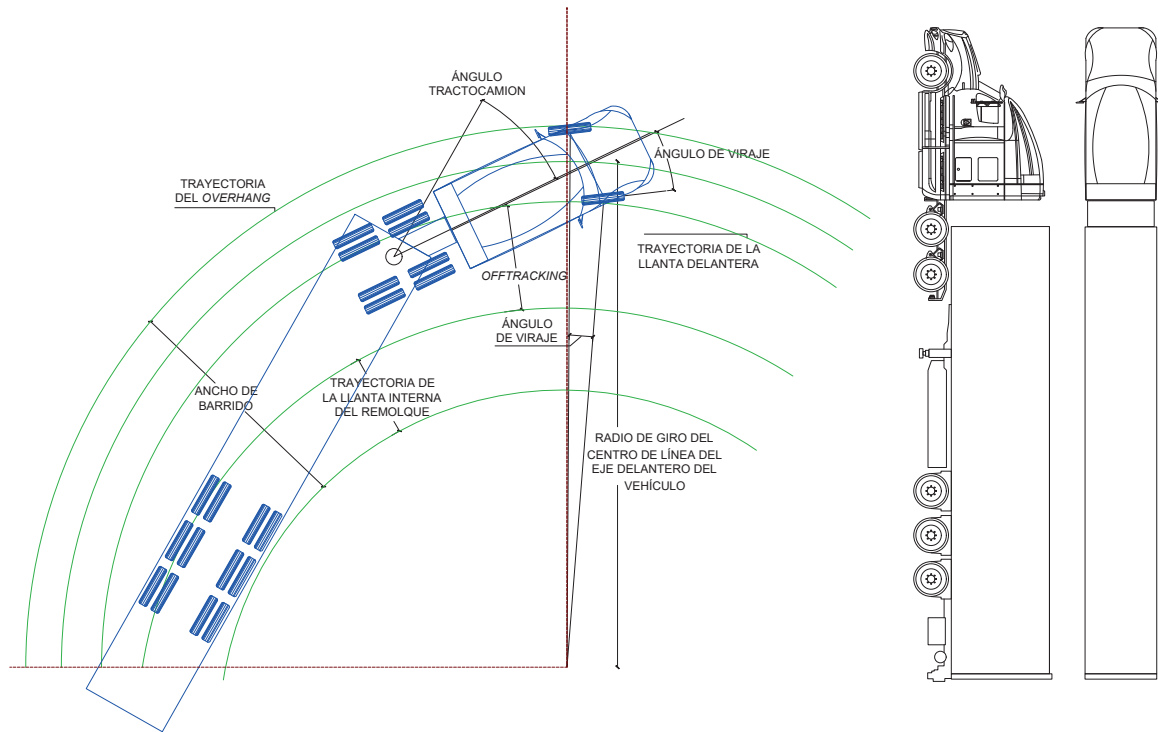 ÁNGULO
TRACTOCAMION
ÁNGULO DE VIRAJE
TRAYECTORIA
DEL OVERHANG
TRAYECTORIA DE LA
LLANTA DELANTERA
OFFTRACKING
ÁNGULO
DE VIRAJE
ANCHO DE
BARRIDO
TRAYECTORIA DE
LA LLANTA INTERNA
DEL REMOLQUE
RADIO DE GIRO DEL
CENTRO DE LÍNEA DEL
EJE DELANTERO DEL
VEHÍCULO